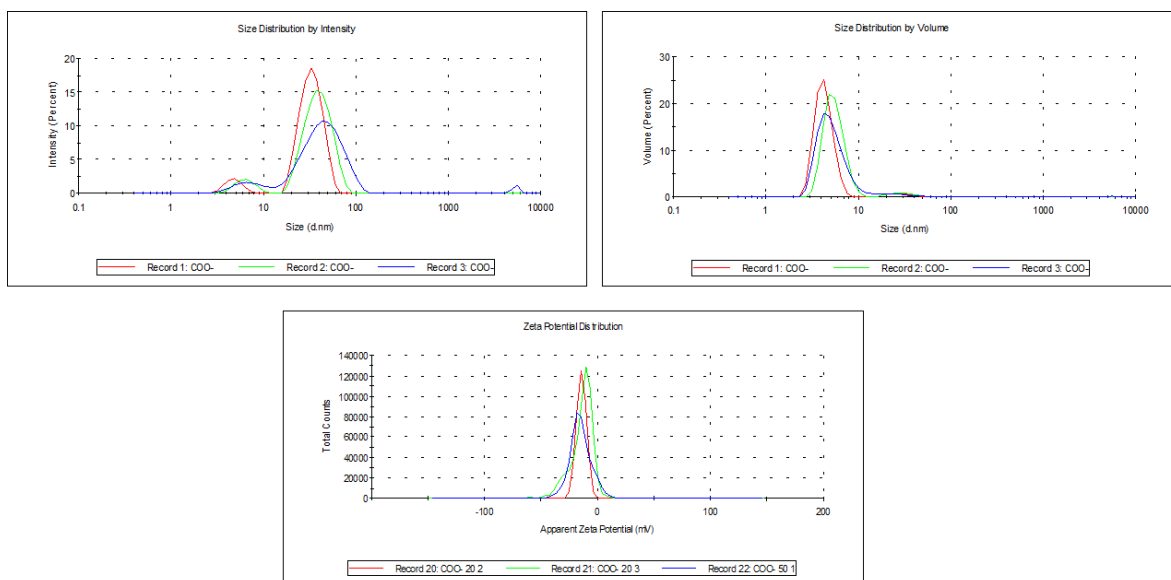 Size Distribution by Intensity
20
15
10
5
0
Intensity (Percent)
0.1 1 10 100 1000 10000
Size (d.nm)
Record 1: COO- Record 2: COO- Record 3: COO-
Size Distribution by Volume
30
20
10
0
Volume (Percent)
0.1 1 10 100 1000 10000
Size (d.nm)
Record 1: COO- Record 2: COO- Record 3: COO-
Zeta Potential Distribution
140000
120000
100000
80000
60000
40000
20000
0
Total Counts
-100 0 100 200
Apparent Zeta Potential (mV)
Record 20: COO- 20 2 Record 21: COO- 20 3 Record 22: COO- 50 1